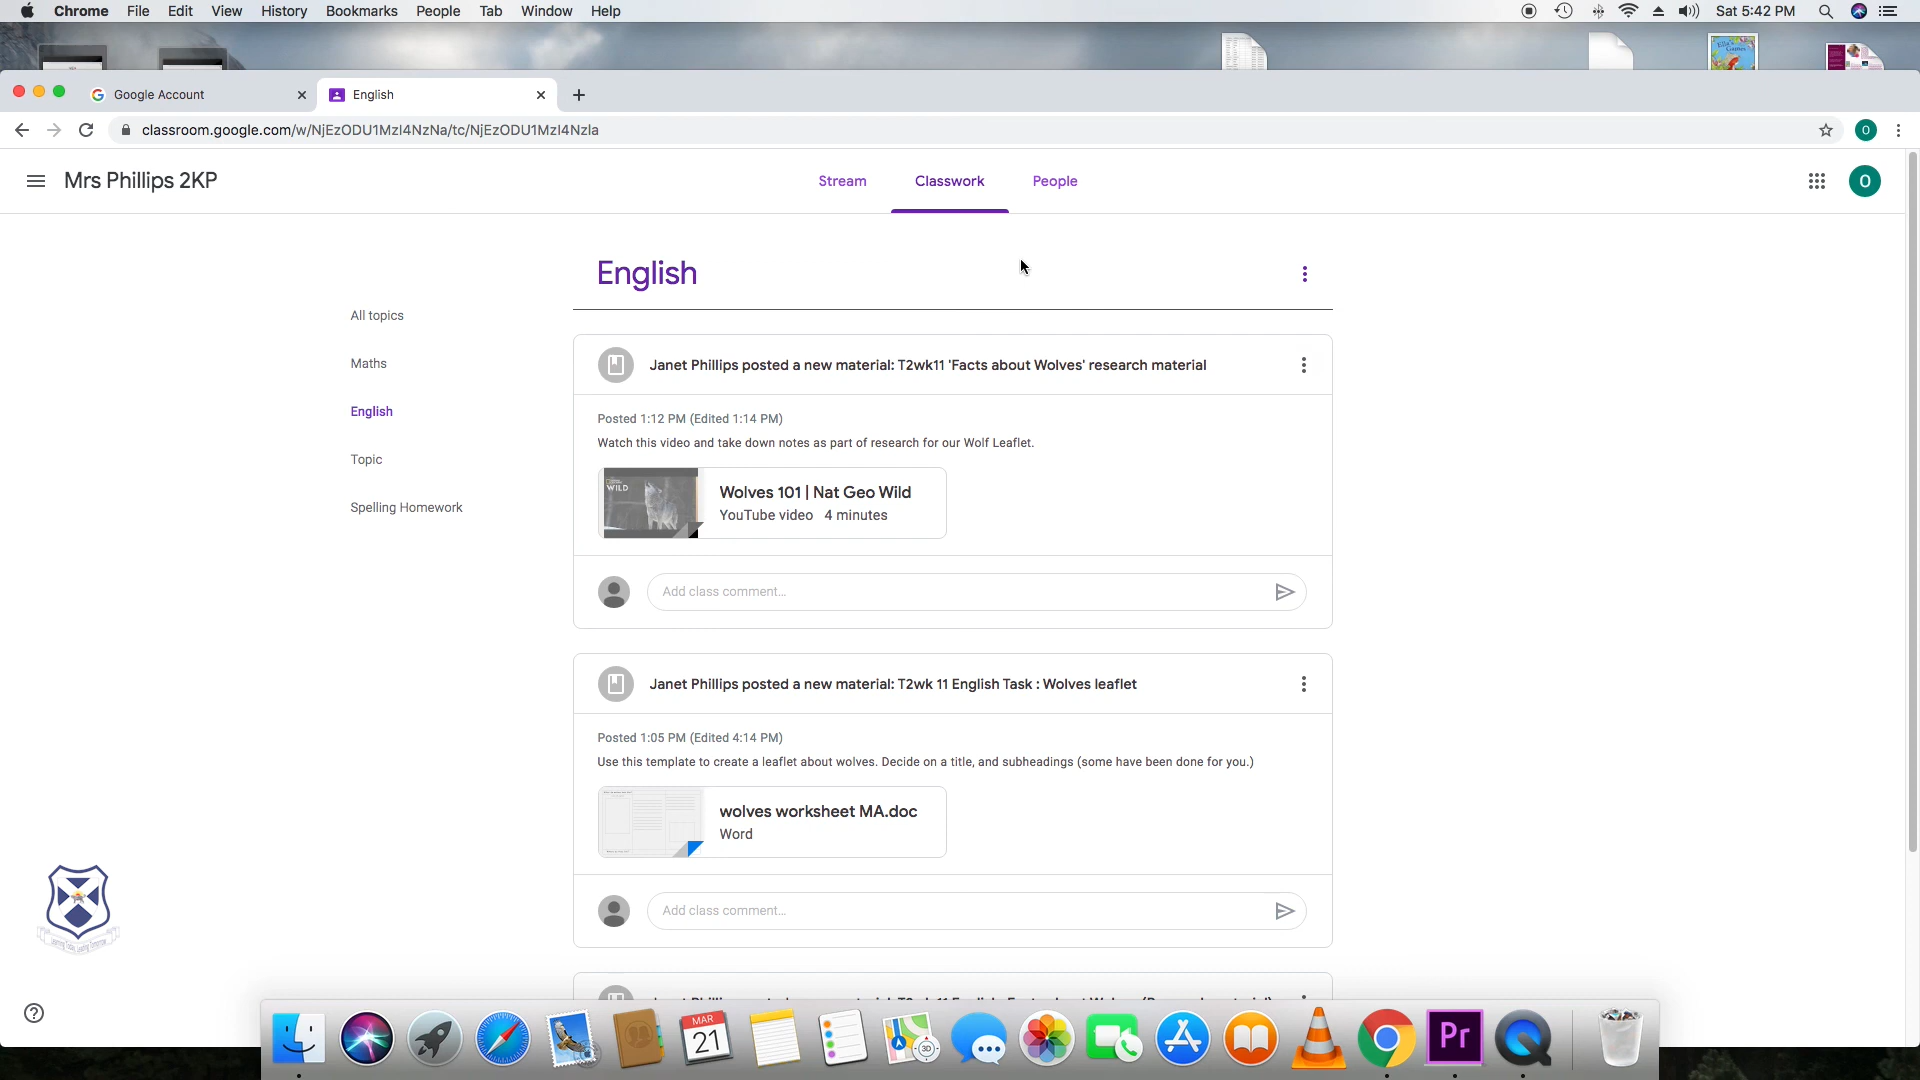 Chrome File Edit View History Bookmarks People Tab Window Help
Sat 5:42 PM
Google Account
English
classroom.google.com/w/NjEzODU1MzI4NzNa/tc/NjEzODU1MzI4NzIa
O
Mrs Phillips 2KP
Stream
Classwork
People
O
English
All topics
Maths
English
Topic
Spelling Homework
Janet Phillips posted a new material: T2wk11 'Facts about Wolves' research material
Posted 1:12 PM (Edited 1:14 PM)
Watch this video and take down notes as part of research for our Wolf Leaflet.
WILD
Wolves 101 | Nat Geo Wild
YouTube video 4 minutes
Add class comment...
Janet Phillips posted a new material: T2wk 11 English Task : Wolves leaflet
Posted 1:05 PM (Edited 4:14 PM)
Use this template to create a leaflet about wolves. Decide on a title, and subheadings (some have been done for you.)
wolves worksheet MA.doc
Word
Add class comment...
Learning Today, Leading Tomorrow
MAR
21
3D
Pr